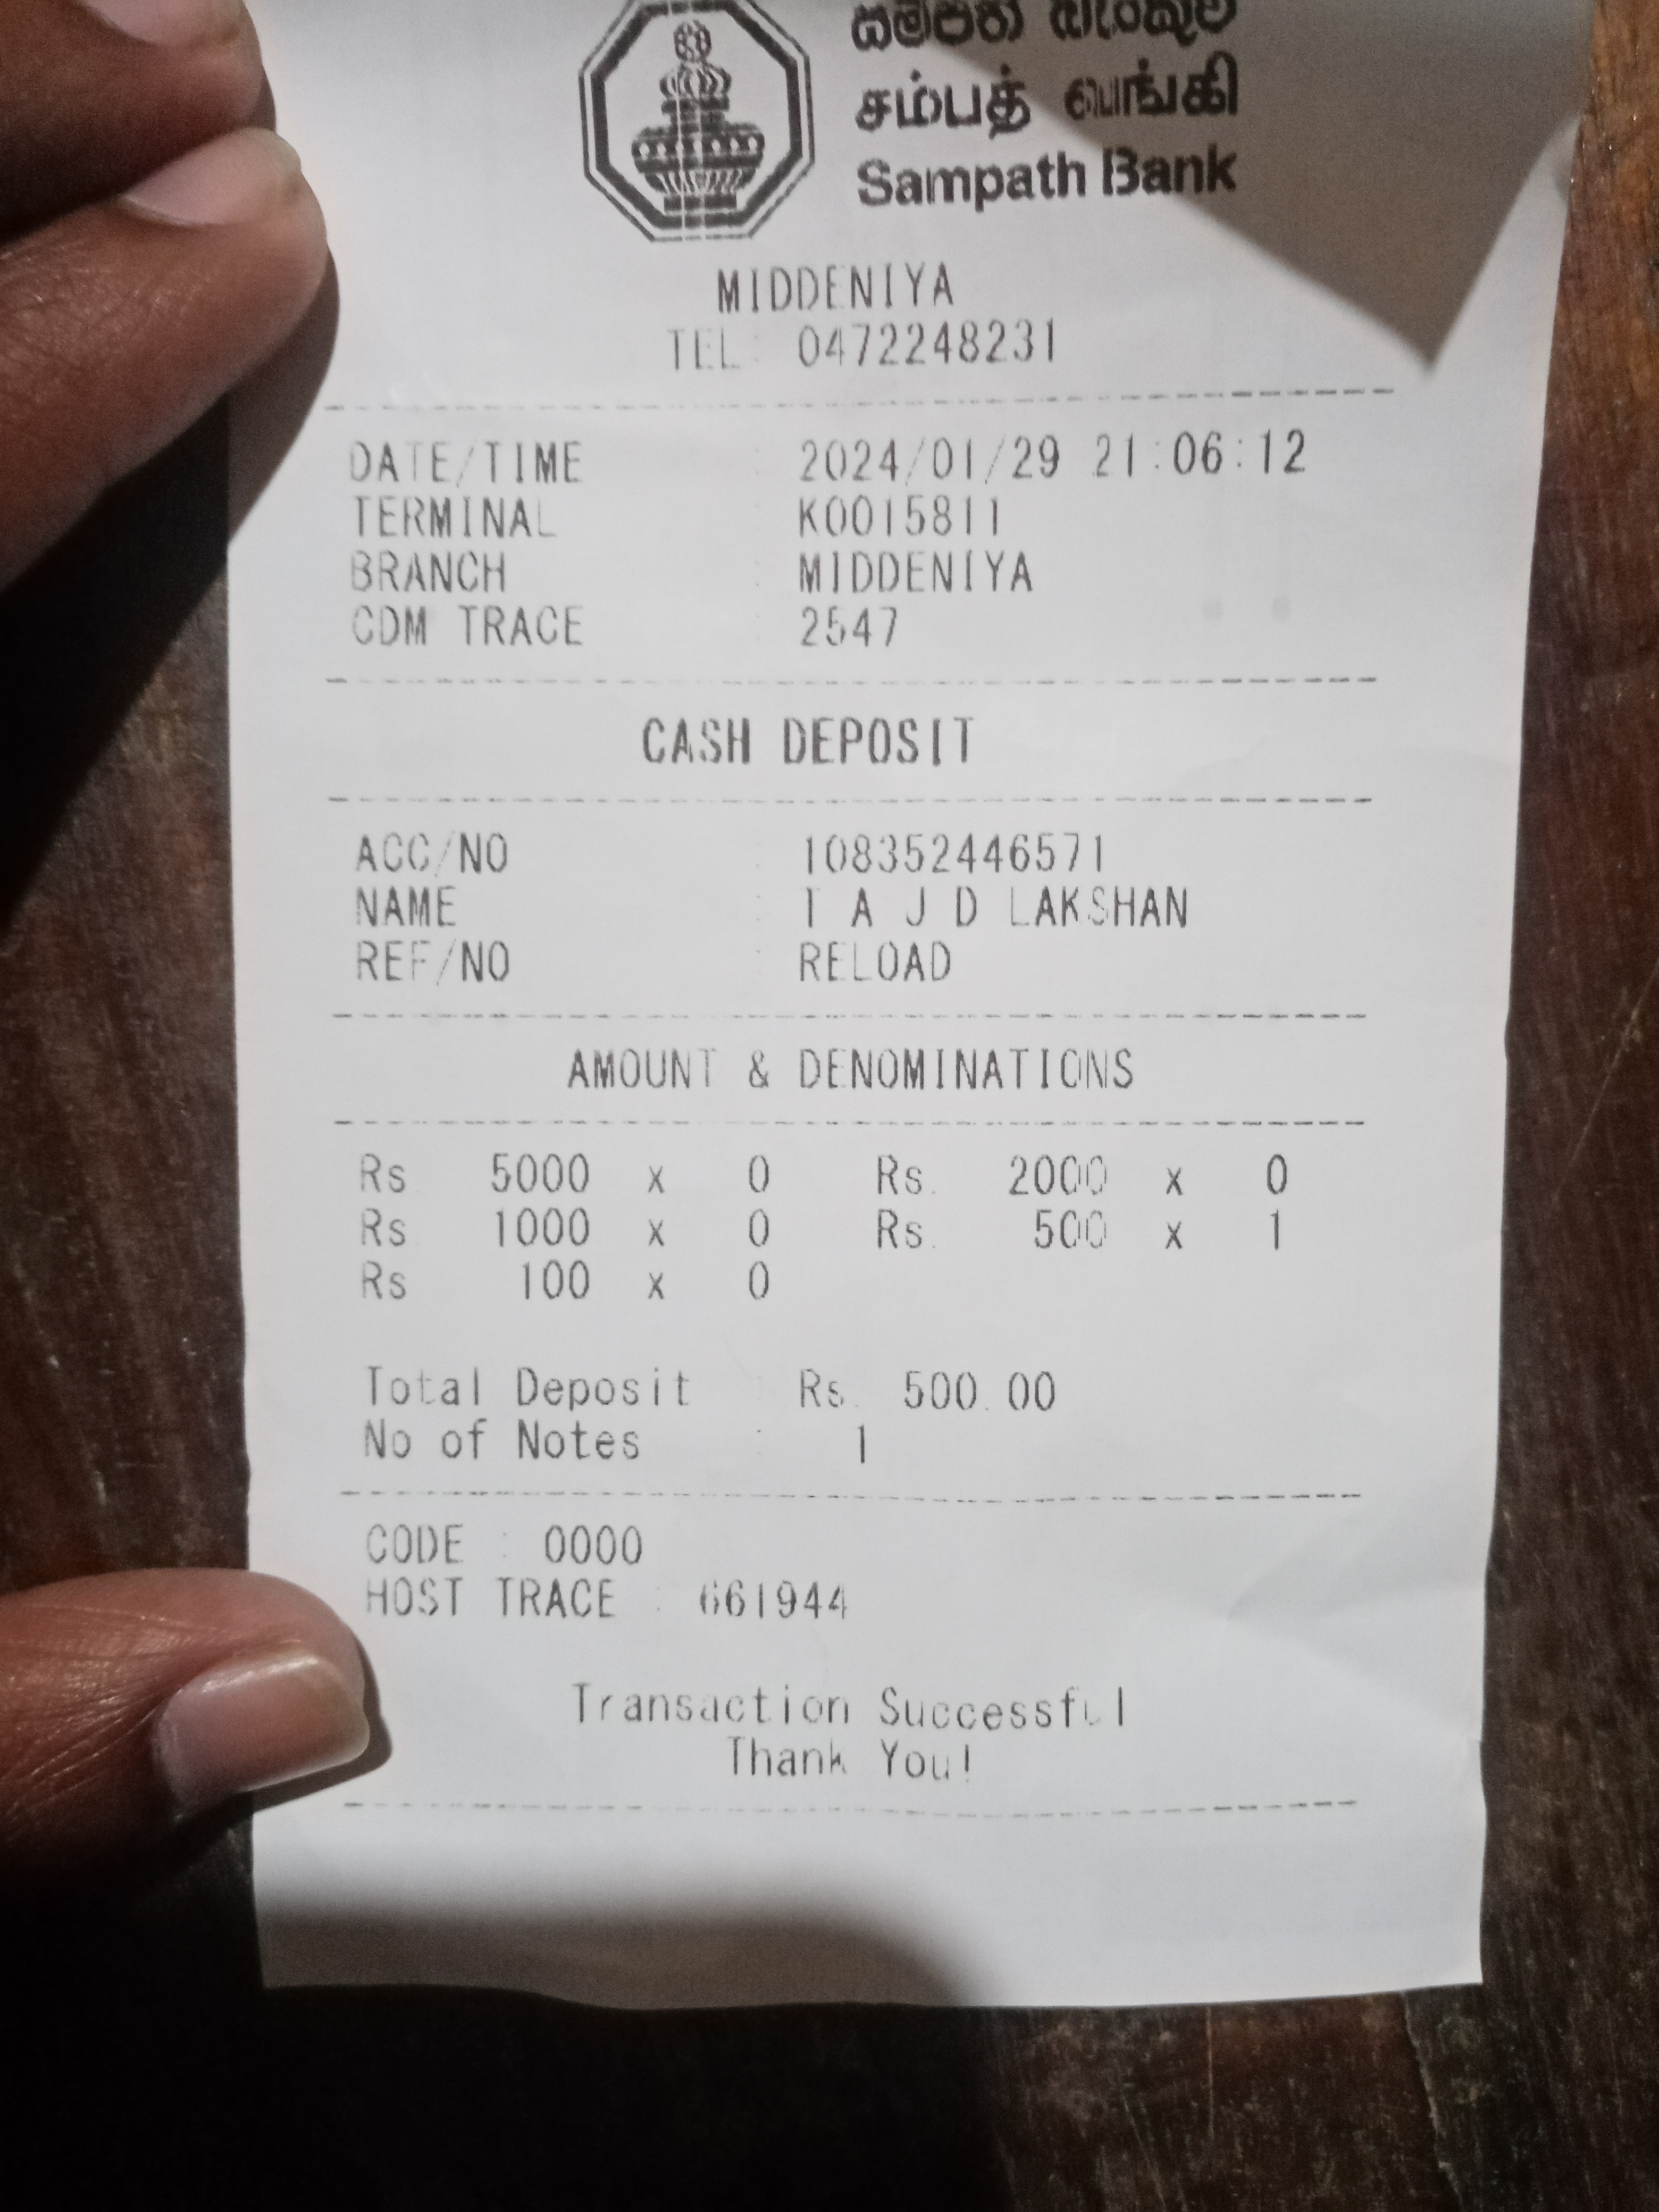 සම්පත් බැංකුව
சம்பத் வங்கி
Sampath Bank
MIDDENIYA
TEL : 0472248231
DATE/TIME : 2024/01/29 21:06:12
TERMINAL : K0015811
BRANCH : MIDDENIYA
CDM TRACE : 2547
CASH DEPOSIT
ACC/NO : 108352446571
NAME : I A J D LAKSHAN
REF/NO : RELOAD
AMOUNT & DENOMINATIONS
Rs. 5000 x 0 Rs. 2000 x 0
Rs. 1000 x 0 Rs. 500 x 1
Rs. 100 x 0
Total Deposit : Rs. 500.00
No of Notes : 1
CODE : 0000
HOST TRACE : 661944
Transaction Successful
Thank You!